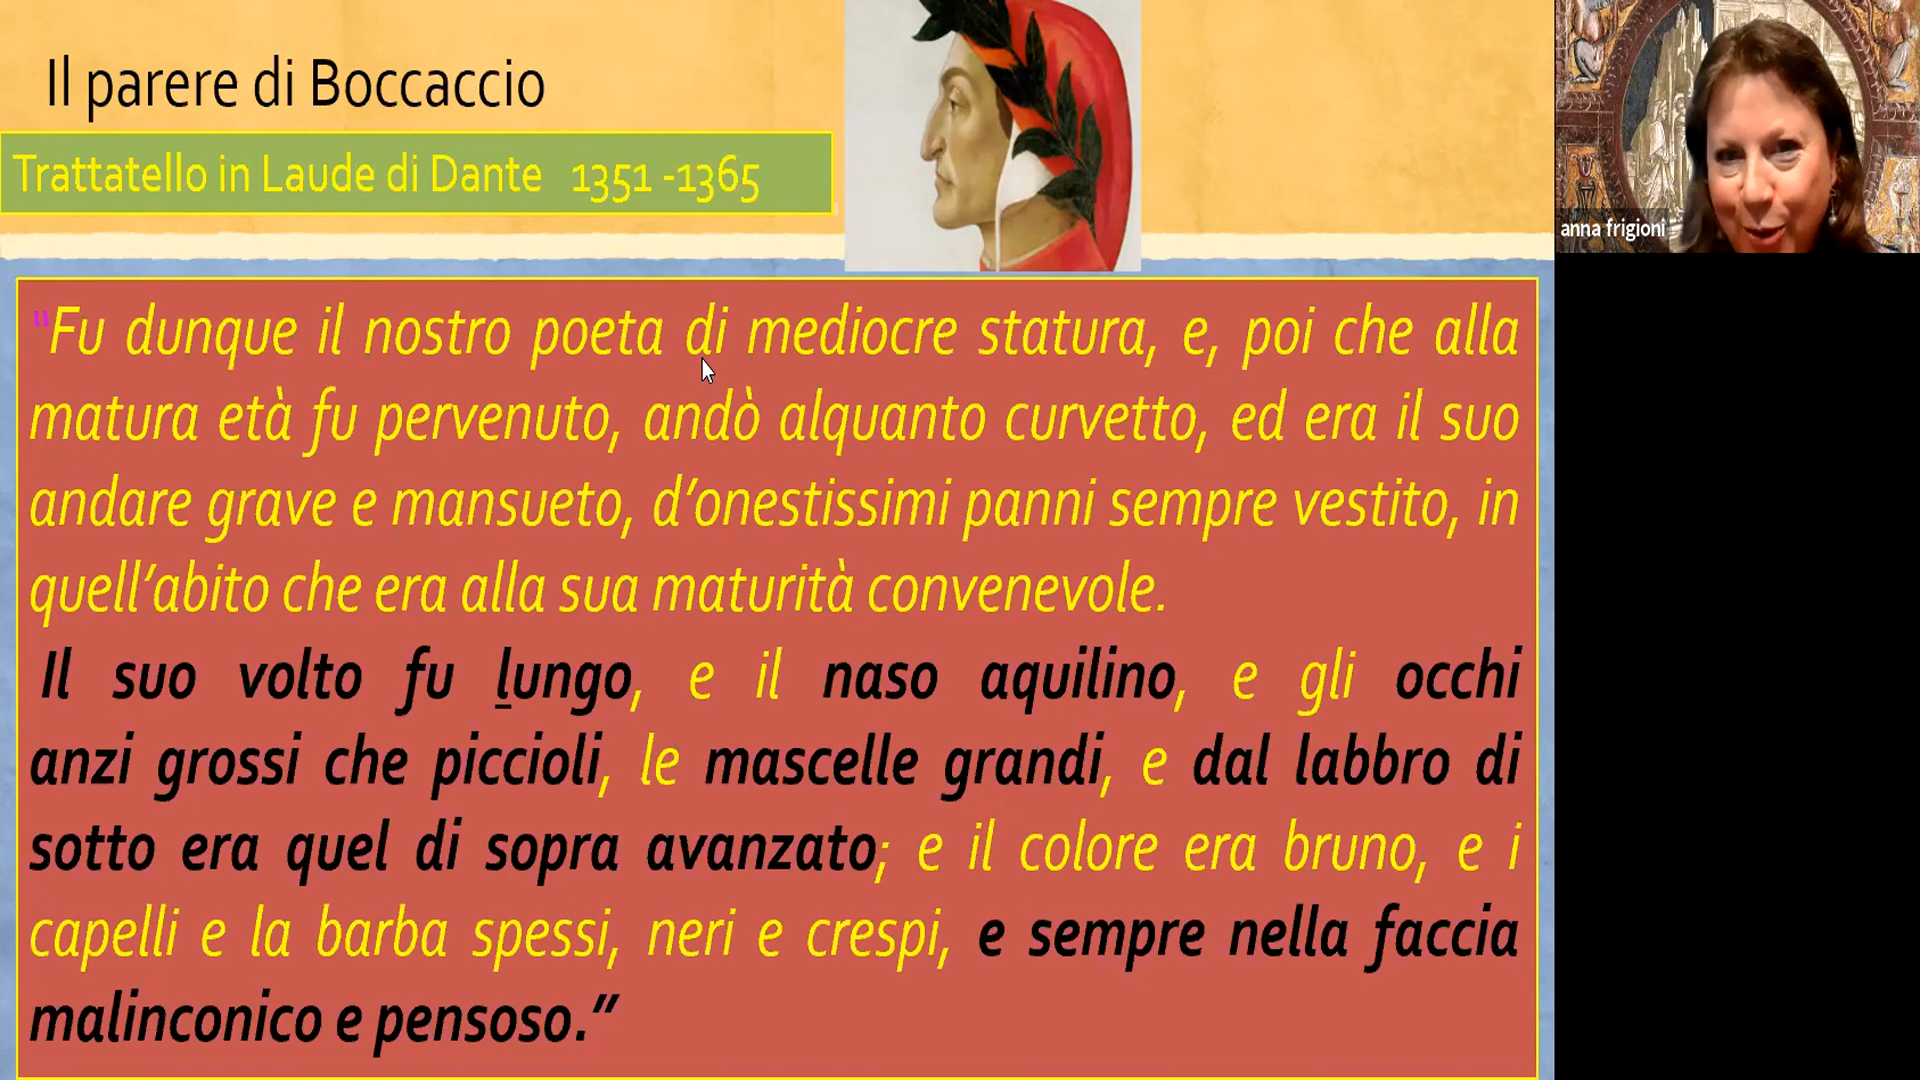 Il parere di Boccaccio
Trattatello in Laude di Dante 1351 -1365
anna frigioni
"Fu dunque il nostro poeta di mediocre statura, e, poi che alla
matura età fu pervenuto, andò alquanto curvetto, ed era il suo
andare grave e mansueto, d’onestissimi panni sempre vestito, in
quell’abito che era alla sua maturità convenevole.
Il suo volto fu lungo, e il naso aquilino, e gli occhi
anzi grossi che piccioli, le mascelle grandi, e dal labbro di
sotto era quel di sopra avanzato; e il colore era bruno, e i
capelli e la barba spessi, neri e crespi, e sempre nella faccia
malinconico e pensoso.”